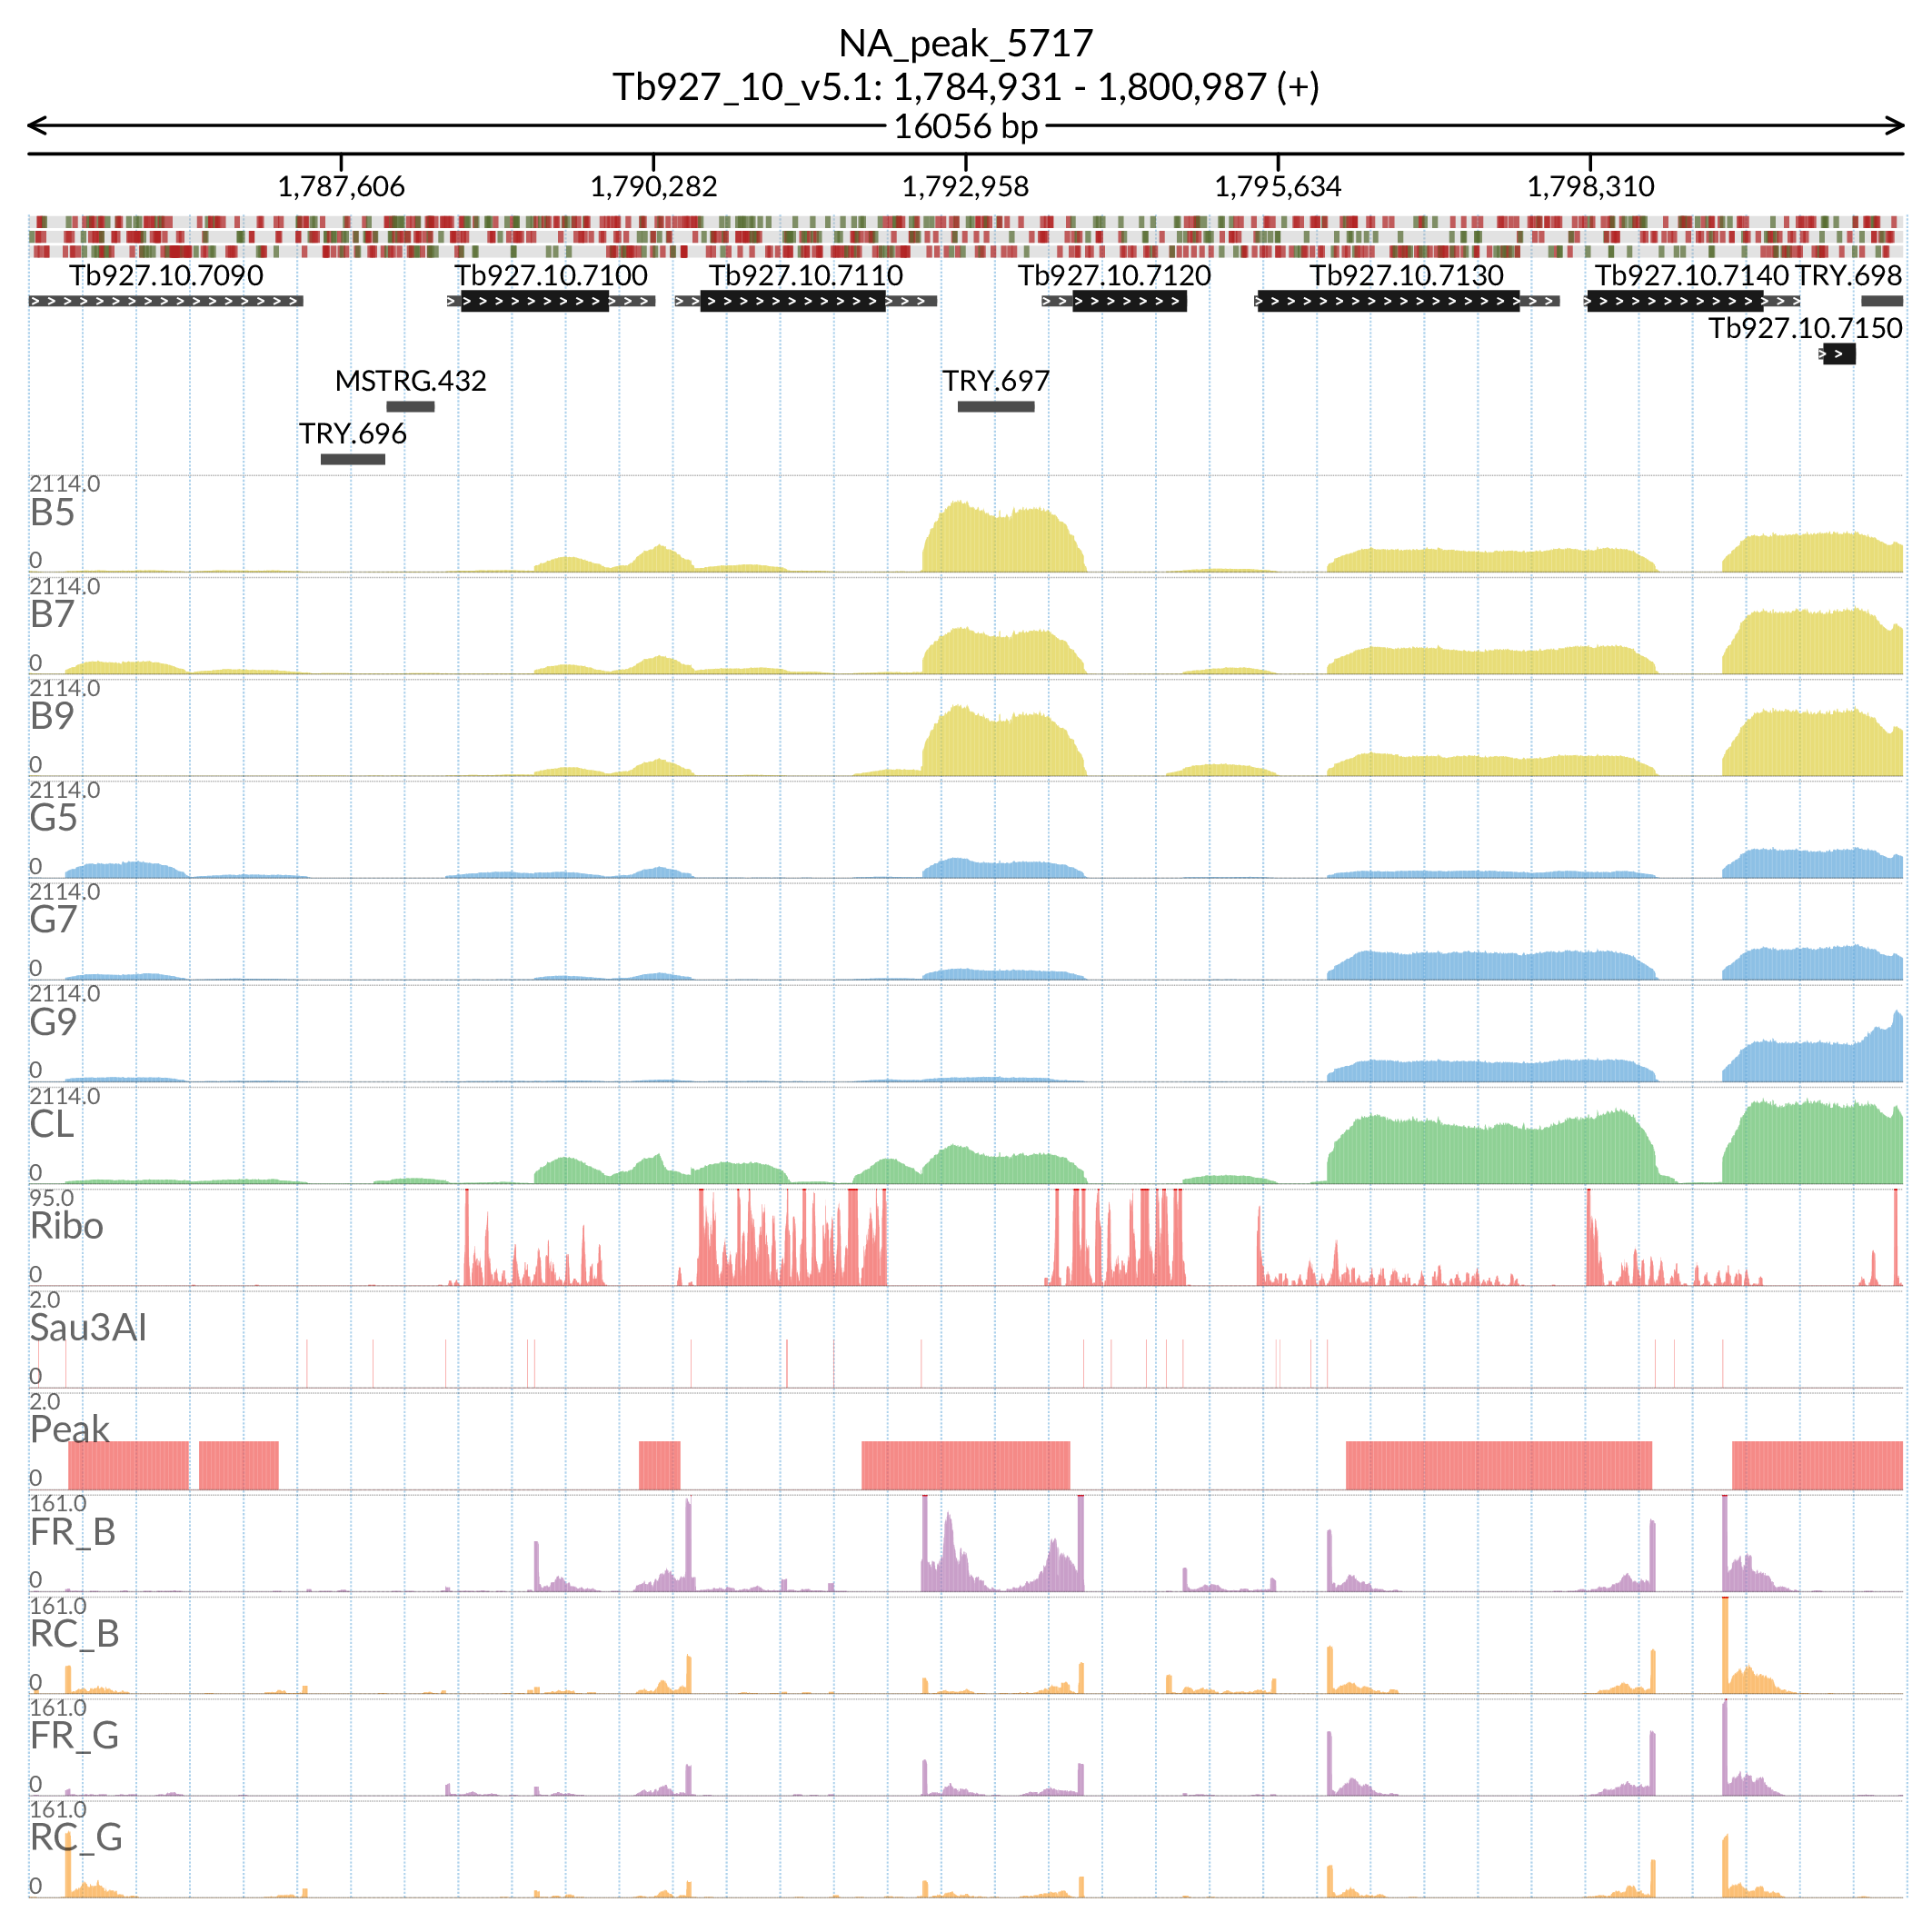 NA_peak_5717
Tb927_10_v5.1: 1,784,931 - 1,800,987 (+)
16056 bp
1,787,606 1,790,282 1,792,958 1,795,634 1,798,310
Tb927.10.7090 Tb927.10.7100 Tb927.10.7110 Tb927.10.7120 Tb927.10.7130 Tb927.10.7140 TRY.698
Tb927.10.7150
MSTRG.432 TRY.697
TRY.696
2114.0
B5
0
2114.0
B7
0
2114.0
B9
0
2114.0
G5
0
2114.0
G7
0
2114.0
G9
0
2114.0
CL
0
95.0
Ribo
0
2.0
Sau3AI
0
2.0
Peak
0
161.0
FR_B
0
161.0
RC_B
0
161.0
FR_G
0
161.0
RC_G
0